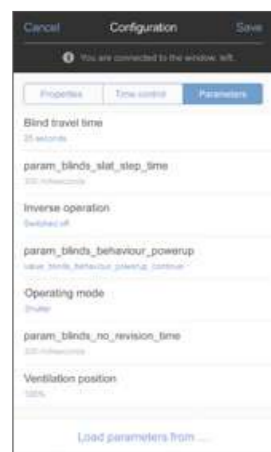 Cancel Configuration Save
You are connected to the window, left.
Properties Time control Parameters
Blind travel time
25 seconds
param_blinds_slat_step_time
200 milliseconds
Inverse operation
Switched off
param_blinds_behaviour_powerup
value_blinds_behaviour_powerup_continue
Operating mode
Shutter
param_blinds_no_revision_time
500 milliseconds
Ventilation position
100%
Load parameters from ....